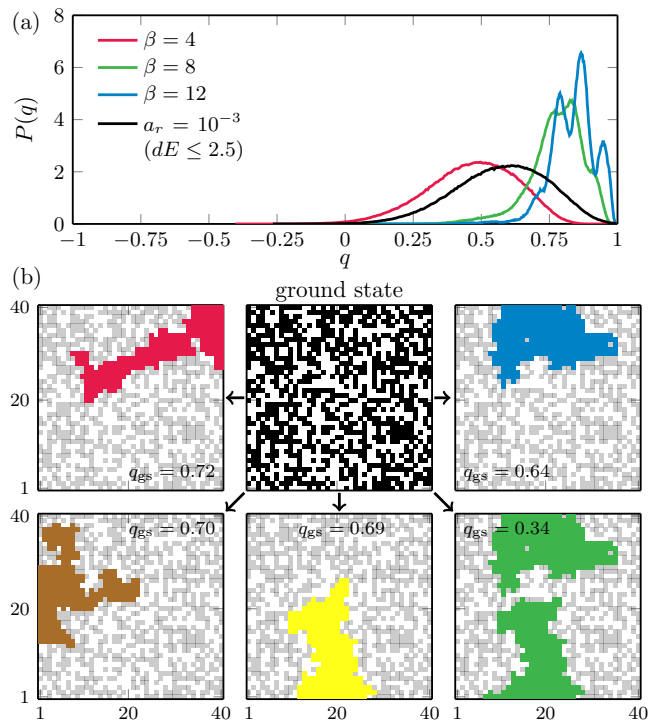 (a)
8
6
4
2
0
P(q)
β = 4
β = 8
β = 12
a_r = 10⁻³
(dE ≤ 2.5)
−1 −0.75 −0.5 −0.25 0 0.25 0.5 0.75 1
q
(b)
ground state
40
20
1
q_gs = 0.72
q_gs = 0.64
40
20
1
q_gs = 0.70
q_gs = 0.69
q_gs = 0.34
1 20 40 1 20 40 1 20 40